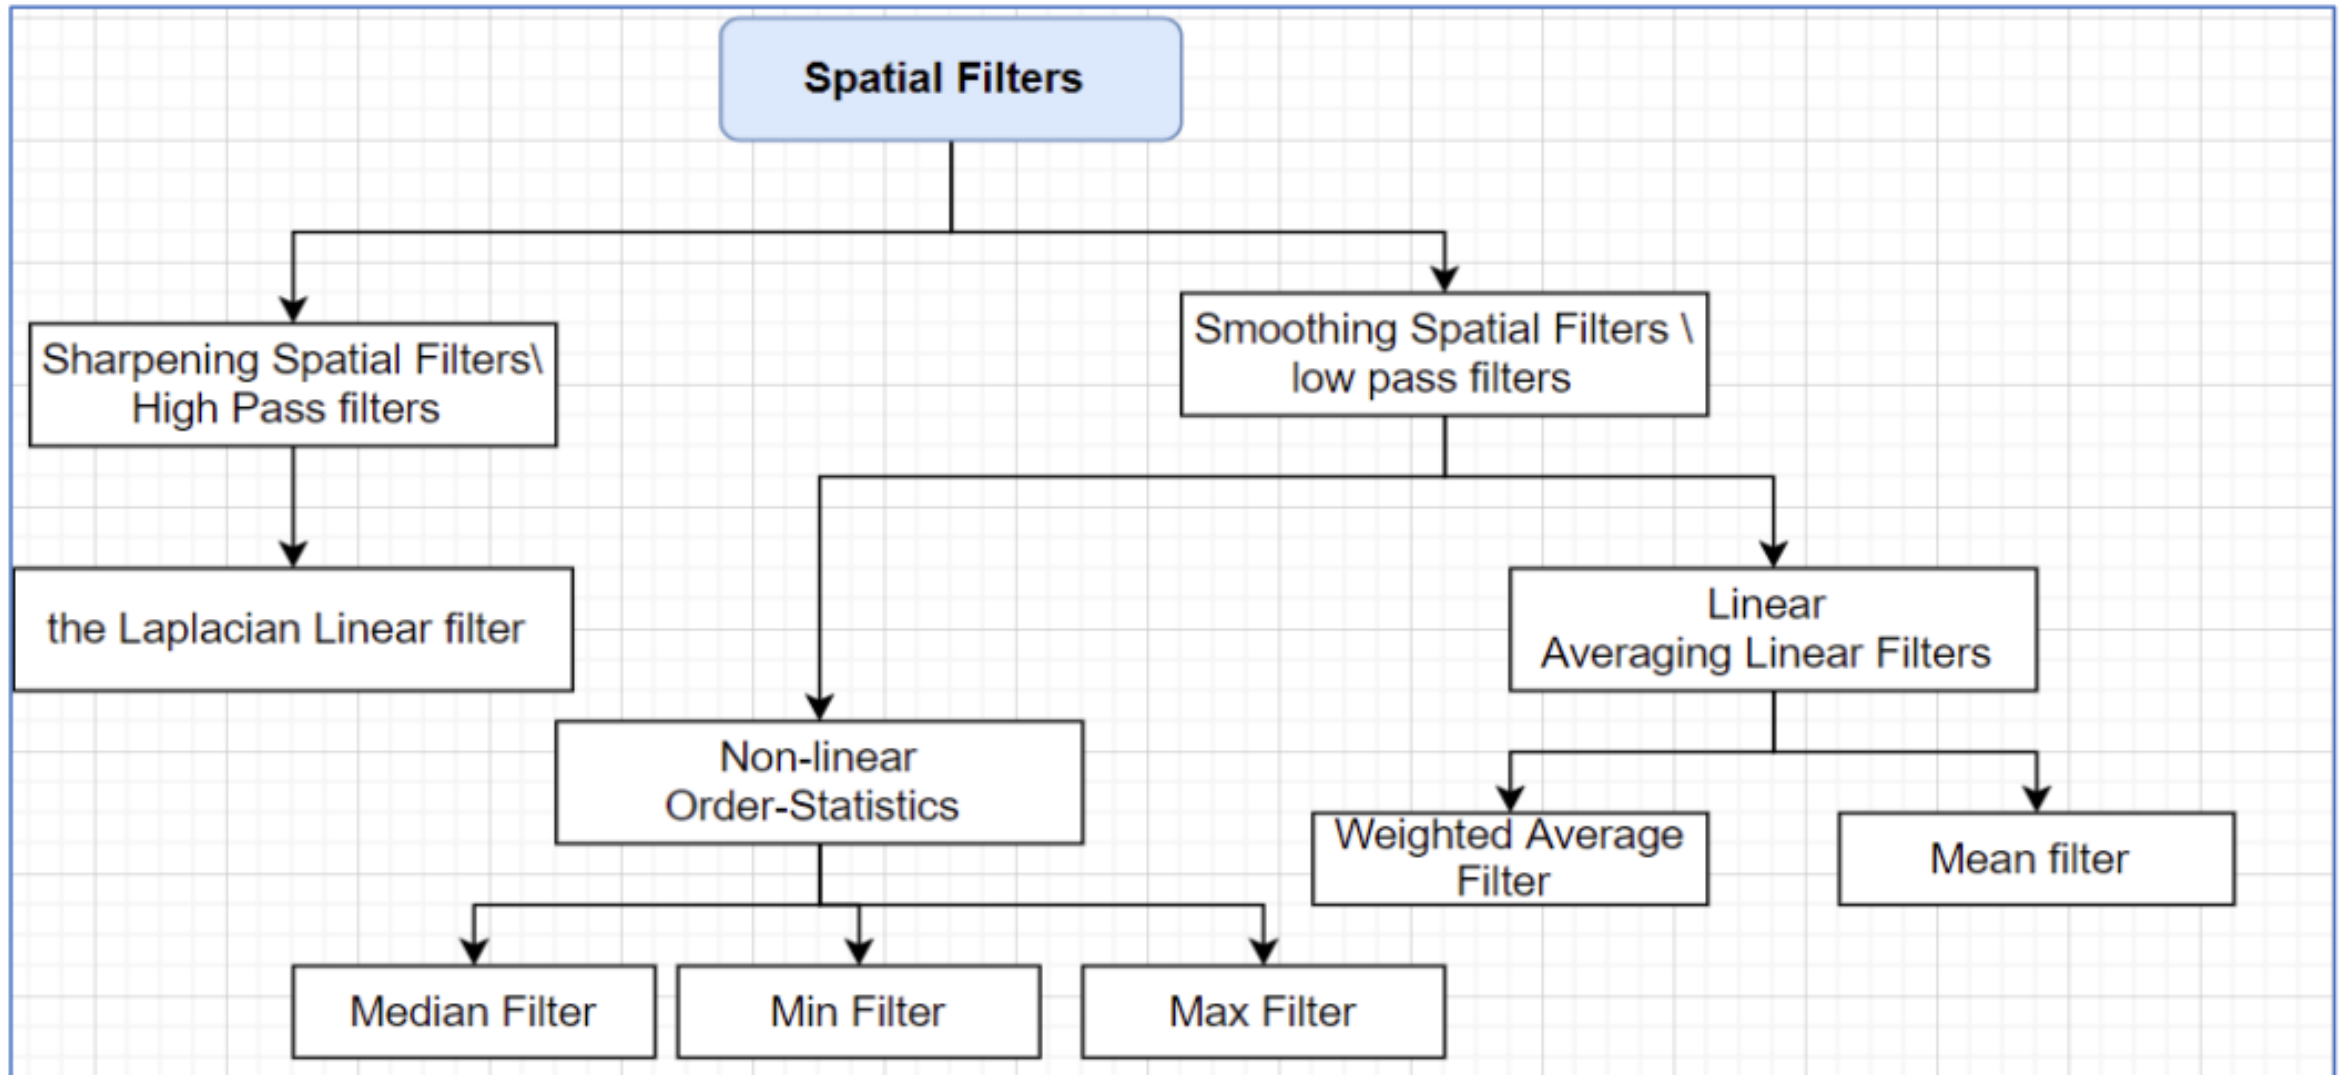 Spatial Filters
Sharpening Spatial Filters\
High Pass filters
Smoothing Spatial Filters \
low pass filters
the Laplacian Linear filter
Linear
Averaging Linear Filters
Non-linear
Order-Statistics
Weighted Average
Filter
Mean filter
Median Filter
Min Filter
Max Filter